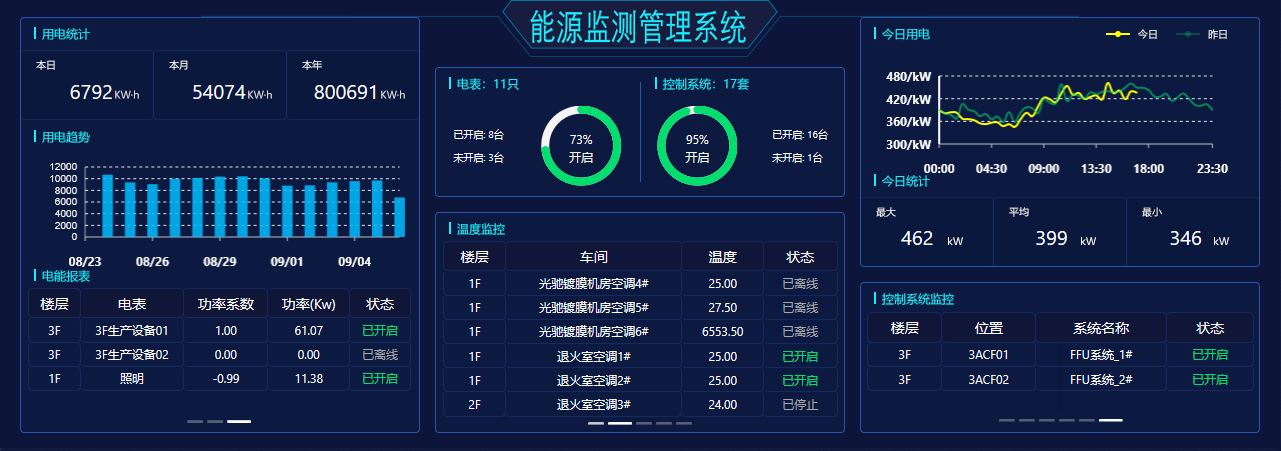 能源监测管理系统
用电统计
本日 本月 本年
6792 KW·h 54074 KW·h 800691 KW·h
用电趋势
12000
10000
8000
6000
4000
2000
0
08/23 08/26 08/29 09/01 09/04
电能报表
楼层 电表 功率系数 功率(Kw) 状态
3F 3F生产设备01 1.00 61.07 已开启
3F 3F生产设备02 0.00 0.00 已离线
1F 照明 -0.99 11.38 已开启
电表: 11只
已开启: 8台
未开启: 3台
73%
开启
控制系统: 17套
95%
开启
已开启: 16台
未开启: 1台
温度监控
楼层 车间 温度 状态
1F 光驰镀膜机房空调4# 25.00 已离线
1F 光驰镀膜机房空调5# 27.50 已离线
1F 光驰镀膜机房空调6# 6553.50 已离线
1F 退火室空调1# 25.00 已开启
1F 退火室空调2# 25.00 已开启
2F 退火室空调3# 24.00 已停止
今日用电
今日 昨日
480/kW
420/kW
360/kW
300/kW
00:00 04:30 09:00 13:30 18:00 23:30
今日统计
最大 平均 最小
462 kW 399 kW 346 kW
控制系统监控
楼层 位置 系统名称 状态
3F 3ACF01 FFU系统_1# 已开启
3F 3ACF02 FFU系统_2# 已开启